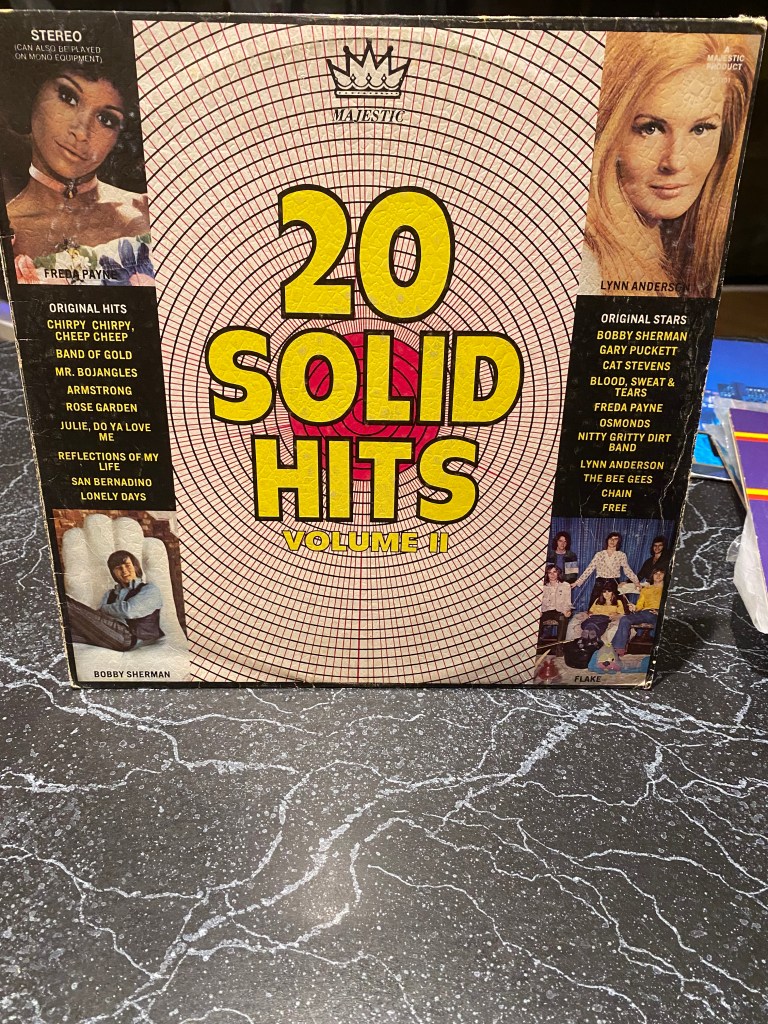 STEREO
(CAN ALSO BE PLAYED
ON MONO EQUIPMENT)
MAJESTIC
A
MAJESTIC
PRODUCT
FREDA PAYNE
LYNN ANDERSON
20
SOLID
HITS
VOLUME II
ORIGINAL HITS
CHIRPY CHIRPY,
CHEEP CHEEP
BAND OF GOLD
MR. BOJANGLES
ARMSTRONG
ROSE GARDEN
JULIE, DO YA LOVE
ME
REFLECTIONS OF MY
LIFE
SAN BERNADINO
LONELY DAYS
ORIGINAL STARS
BOBBY SHERMAN
GARY PUCKETT
CAT STEVENS
BLOOD, SWEAT &
TEARS
FREDA PAYNE
OSMONDS
NITTY GRITTY DIRT
BAND
LYNN ANDERSON
THE BEE GEES
CHAIN
FREE
BOBBY SHERMAN
FLAKE